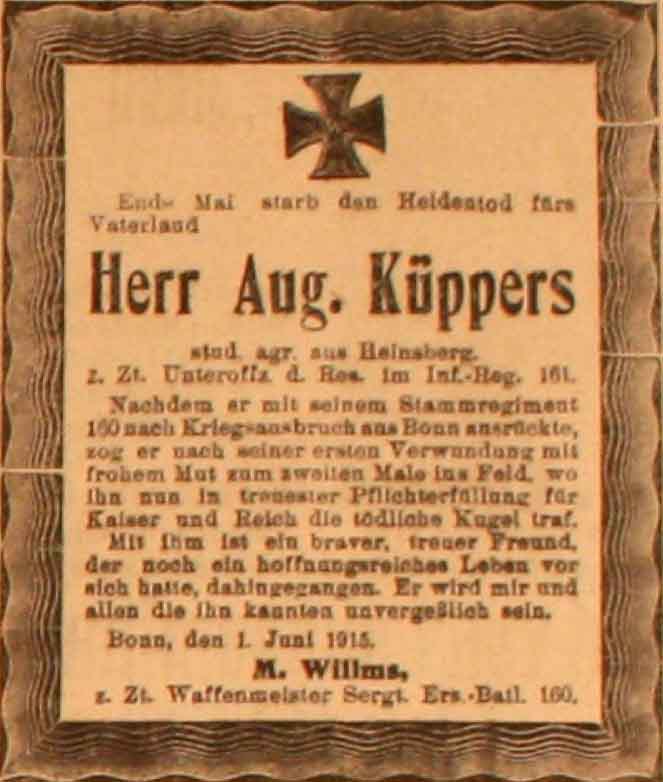 Ende Mai starb den Heldentod fürs
Vaterland
Herr Aug. Küppers
stud. agr. aus Heinsberg.
z. Zt. Unteroffz. d. Res. im Inf.-Reg. 161.
Nachdem er mit seinem Stammregiment
160 nach Kriegsausbruch aus Bonn ausrückte,
zog er nach seiner ersten Verwundung mit
frohem Mut zum zweiten Male ins Feld, wo
ihn nun in treuester Pflichterfüllung für
Kaiser und Reich die tödliche Kugel traf.
Mit ihm ist ein braver, treuer Freund,
der noch ein hoffnungsreiches Leben vor
sich hatte, dahingegangen. Er wird mir und
allen die ihn kannten unvergeßlich sein.
Bonn, den 1. Juni 1915.
M. Willms,
z. Zt. Waffenmeister Sergt. Ers.-Batl. 160.